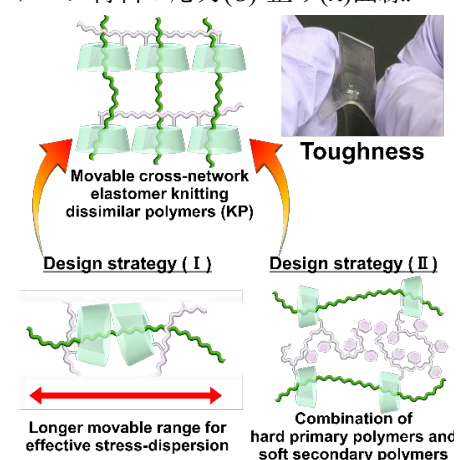 Toughness
Movable cross-network
elastomer knitting
dissimilar polymers (KP)
Design strategy ( I )
Design strategy ( II )
Longer movable range for
effective stress-dispersion
Combination of
hard primary polymers and
soft secondary polymers